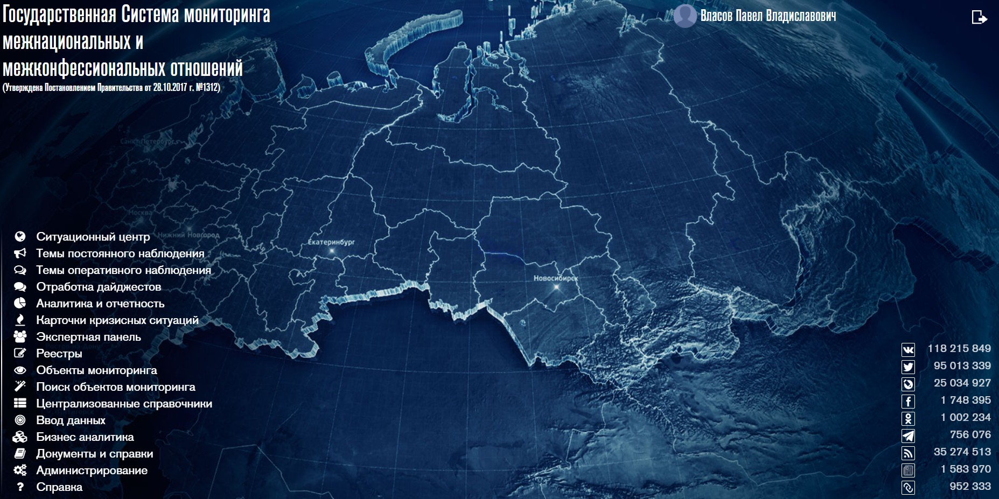 Государственная Система мониторинга
межнациональных и
межконфессиональных отношений
(Утверждена Постановлением Правительства от 28.10.2017 г. №1312)
Власов Павел Владиславович
Санкт-Петербург
Москва
Нижний Новгород
Екатеринбург
Новосибирск
Ситуационный центр
Темы постоянного наблюдения
Темы оперативного наблюдения
Отработка дайджестов
Аналитика и отчетность
Карточки кризисных ситуаций
Экспертная панель
Реестры
Объекты мониторинга
Поиск объектов мониторинга
Централизованные справочники
Ввод данных
Бизнес аналитика
Документы и справки
Администрирование
? Справка
118 215 849
95 013 339
25 034 927
1 748 395
1 002 234
756 076
35 274 513
1 583 970
952 333